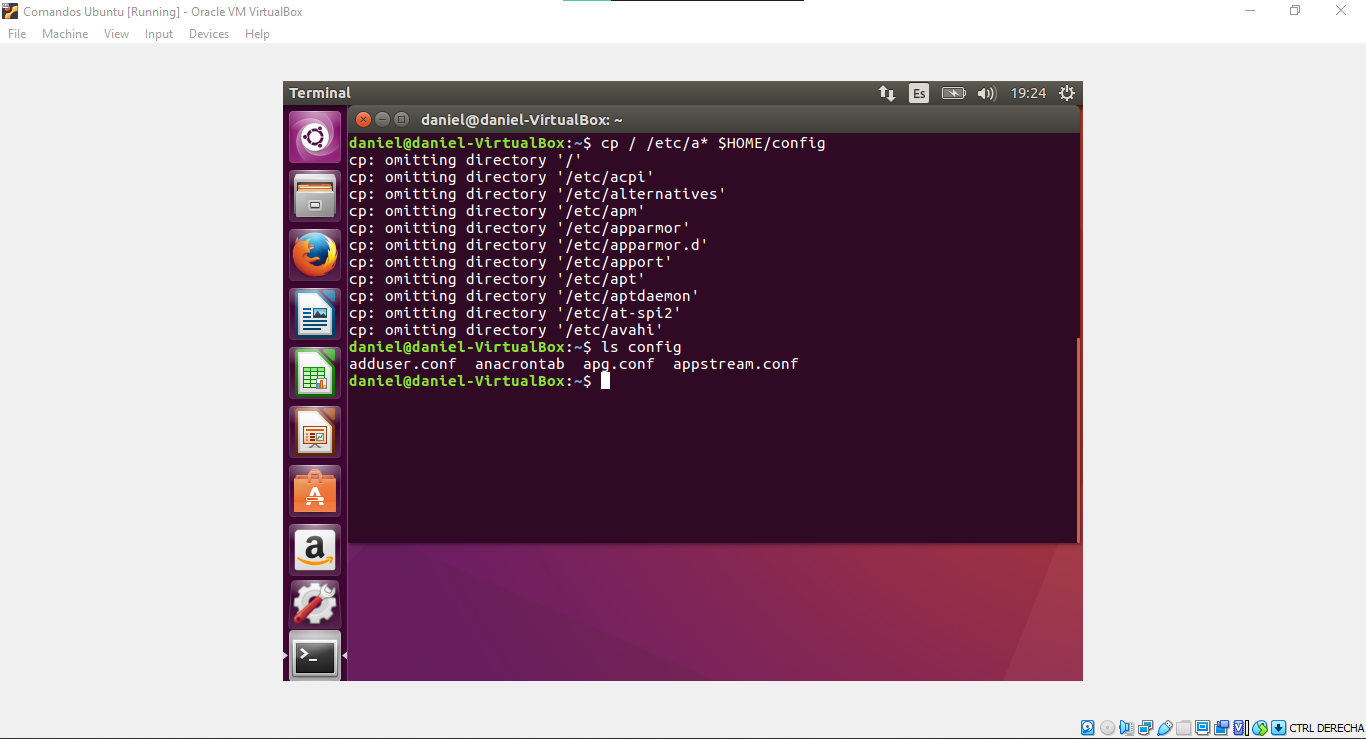 Comandos Ubuntu [Running] - Oracle VM VirtualBox
File Machine View Input Devices Help
Terminal Es 19:24
daniel@daniel-VirtualBox: ~
daniel@daniel-VirtualBox:~$ cp / /etc/a* $HOME/config
cp: omitting directory '/'
cp: omitting directory '/etc/acpi'
cp: omitting directory '/etc/alternatives'
cp: omitting directory '/etc/apm'
cp: omitting directory '/etc/apparmor'
cp: omitting directory '/etc/apparmor.d'
cp: omitting directory '/etc/apport'
cp: omitting directory '/etc/apt'
cp: omitting directory '/etc/aptdaemon'
cp: omitting directory '/etc/at-spi2'
cp: omitting directory '/etc/avahi'
daniel@daniel-VirtualBox:~$ ls config
adduser.conf anacrontab apg.conf appstream.conf
daniel@daniel-VirtualBox:~$
CTRL DERECHA